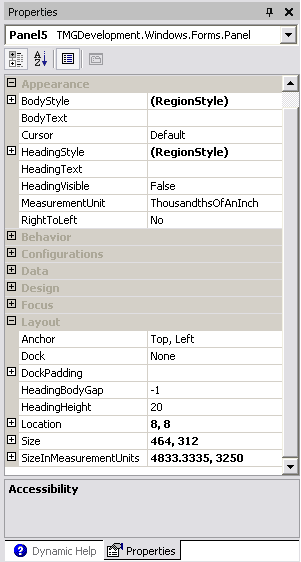 Properties
Panel5 TMGDevelopment.Windows.Forms.Panel
Appearance
BodyStyle (RegionStyle)
BodyText
Cursor Default
HeadingStyle (RegionStyle)
HeadingText
HeadingVisible False
MeasurementUnit ThousandthsOfAnInch
RightToLeft No
Behavior
Configurations
Data
Design
Focus
Layout
Anchor Top, Left
Dock None
DockPadding
HeadingBodyGap -1
HeadingHeight 20
Location 8, 8
Size 464, 312
SizeInMeasurementUnits 4833.3335, 3250
Accessibility
Dynamic Help Properties